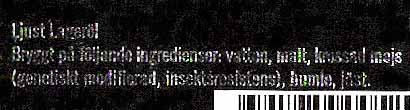 Ljust Lageröl
Bryggt på följande ingredienser: vatten, malt, krossad majs
(genetiskt modifierad, insektsresistens), humle, jäst.